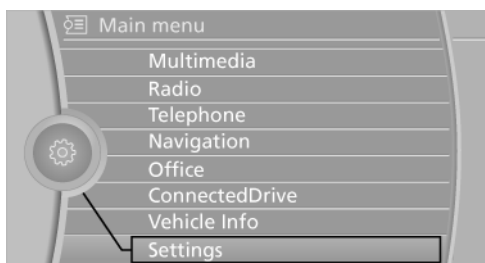 Main menu
Multimedia
Radio
Telephone
Navigation
Office
ConnectedDrive
Vehicle Info
Settings